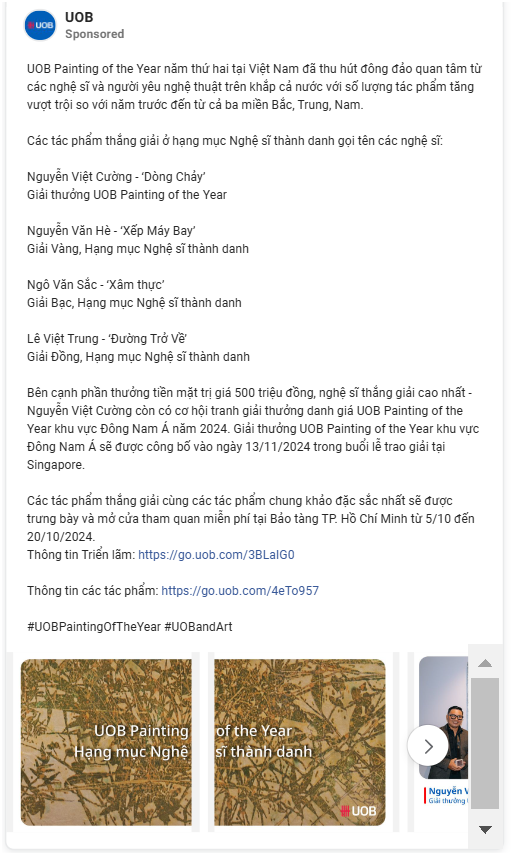 UOB
UOB
Sponsored
UOB Painting of the Year năm thứ hai tại Việt Nam đã thu hút đông đảo quan tâm từ
các nghệ sĩ và người yêu nghệ thuật trên khắp cả nước với số lượng tác phẩm tăng
vượt trội so với năm trước đến từ cả ba miền Bắc, Trung, Nam.
Các tác phẩm thắng giải ở hạng mục Nghệ sĩ thành danh gọi tên các nghệ sĩ:
Nguyễn Việt Cường - ‘Dòng Chảy’
Giải thưởng UOB Painting of the Year
Nguyễn Văn Hè - ‘Xếp Máy Bay’
Giải Vàng, Hạng mục Nghệ sĩ thành danh
Ngô Văn Sắc - ‘Xâm thực’
Giải Bạc, Hạng mục Nghệ sĩ thành danh
Lê Việt Trung - ‘Đường Trở Về’
Giải Đồng, Hạng mục Nghệ sĩ thành danh
Bên cạnh phần thưởng tiền mặt trị giá 500 triệu đồng, nghệ sĩ thắng giải cao nhất -
Nguyễn Việt Cường còn có cơ hội tranh giải thưởng danh giá UOB Painting of the
Year khu vực Đông Nam Á năm 2024. Giải thưởng UOB Painting of the Year khu vực
Đông Nam Á sẽ được công bố vào ngày 13/11/2024 trong buổi lễ trao giải tại
Singapore.
Các tác phẩm thắng giải cùng các tác phẩm chung khảo đặc sắc nhất sẽ được
trưng bày và mở cửa tham quan miễn phí tại Bảo tàng TP. Hồ Chí Minh từ 5/10 đến
20/10/2024.
Thông tin Triển lãm: https://go.uob.com/3BLaIG0
Thông tin các tác phẩm: https://go.uob.com/4eTo957
#UOBPaintingOfTheYear #UOBandArt
UOB Painting of the Year
Hạng mục Nghệ sĩ thành danh
UOB
Nguyễn V
Giải thưởng